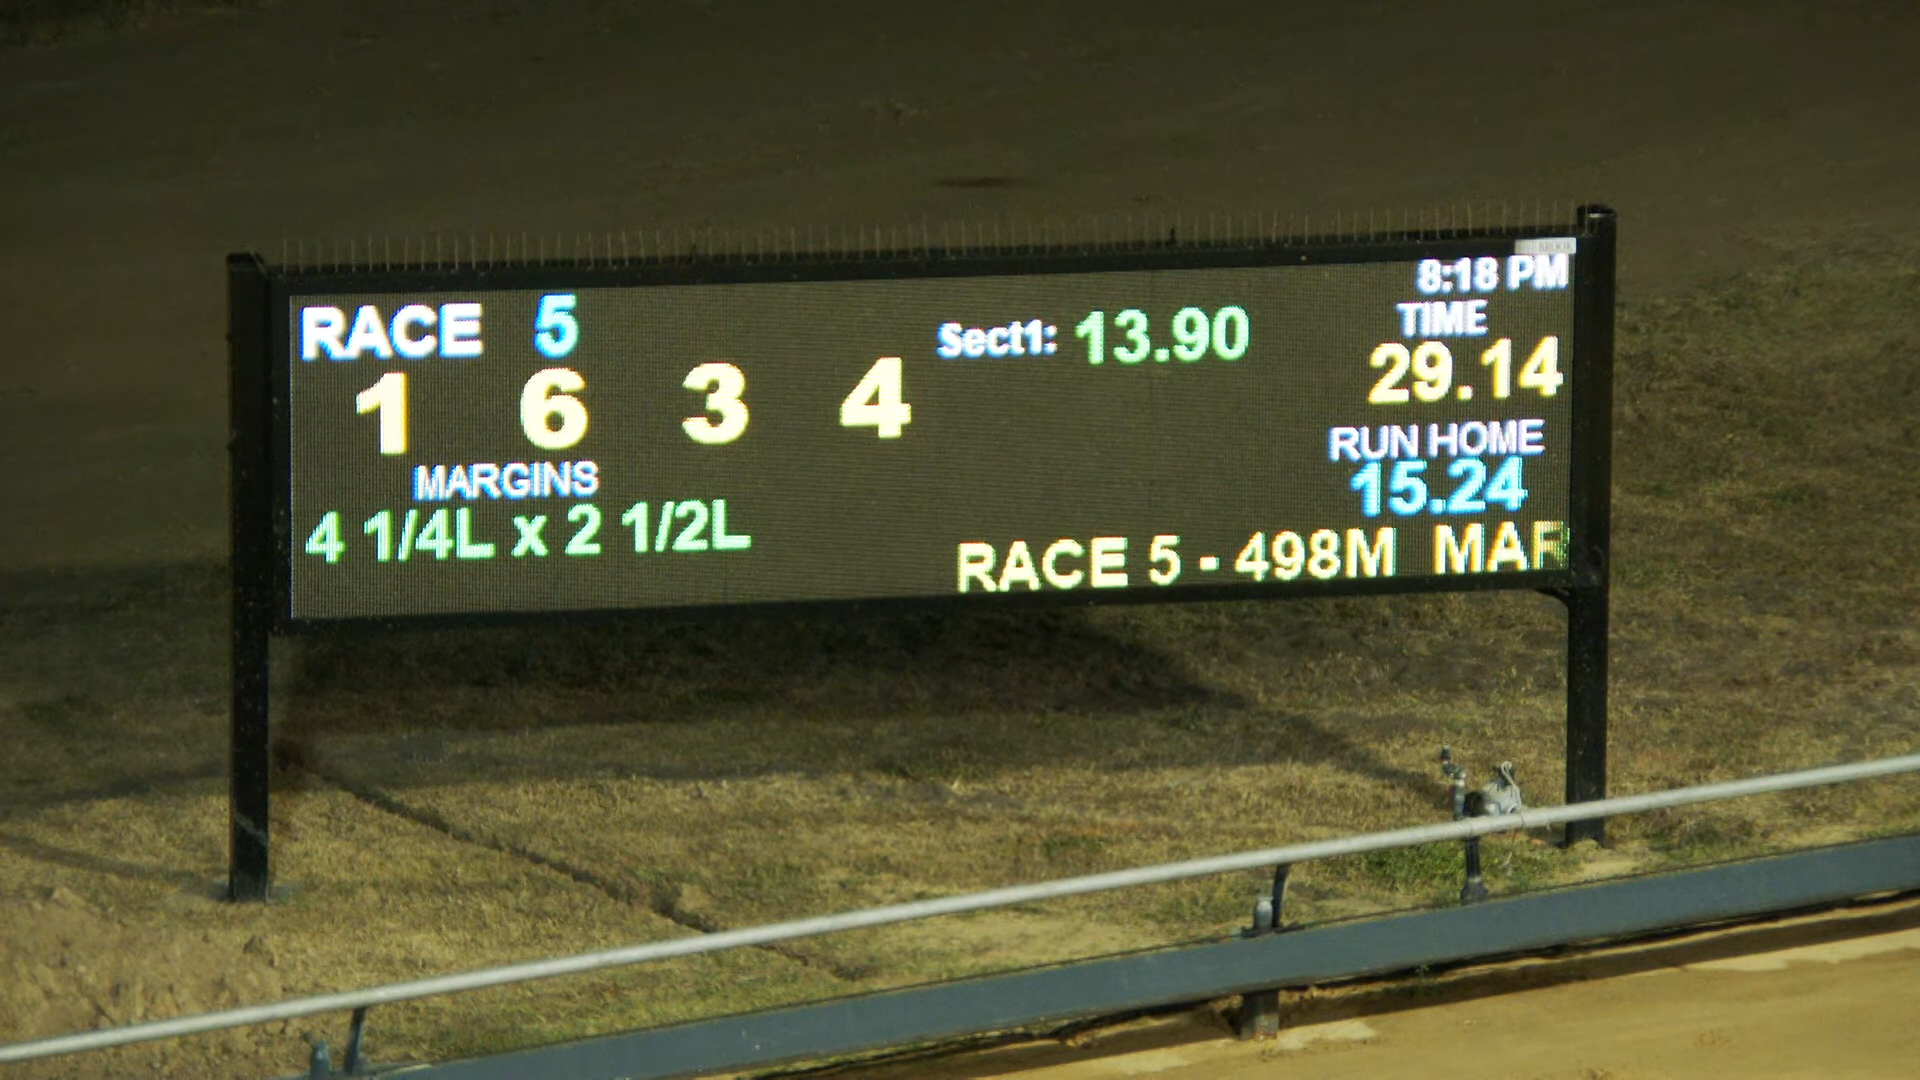 8:18 PM
RACE 5
Sect1: 13.90
TIME
29.14
1 6 3 4
RUN HOME
15.24
MARGINS
4 1/4L x 2 1/2L
RACE 5 - 498M MAR